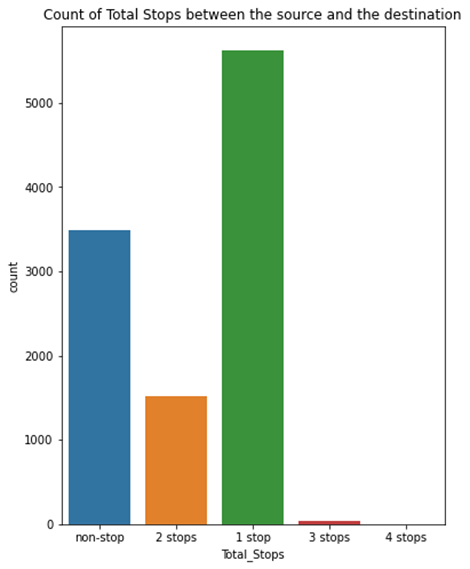 Count of Total Stops between the source and the destination
5000
4000
3000
2000
1000
0
count
non-stop 2 stops 1 stop 3 stops 4 stops
Total_Stops